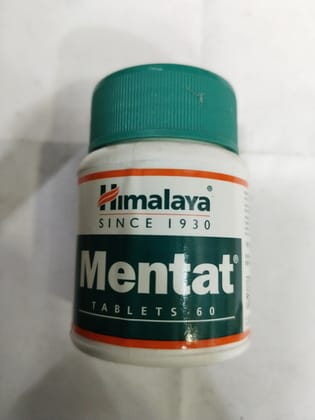 Himalaya®
SINCE 1930
Mentat®
TABLETS 60